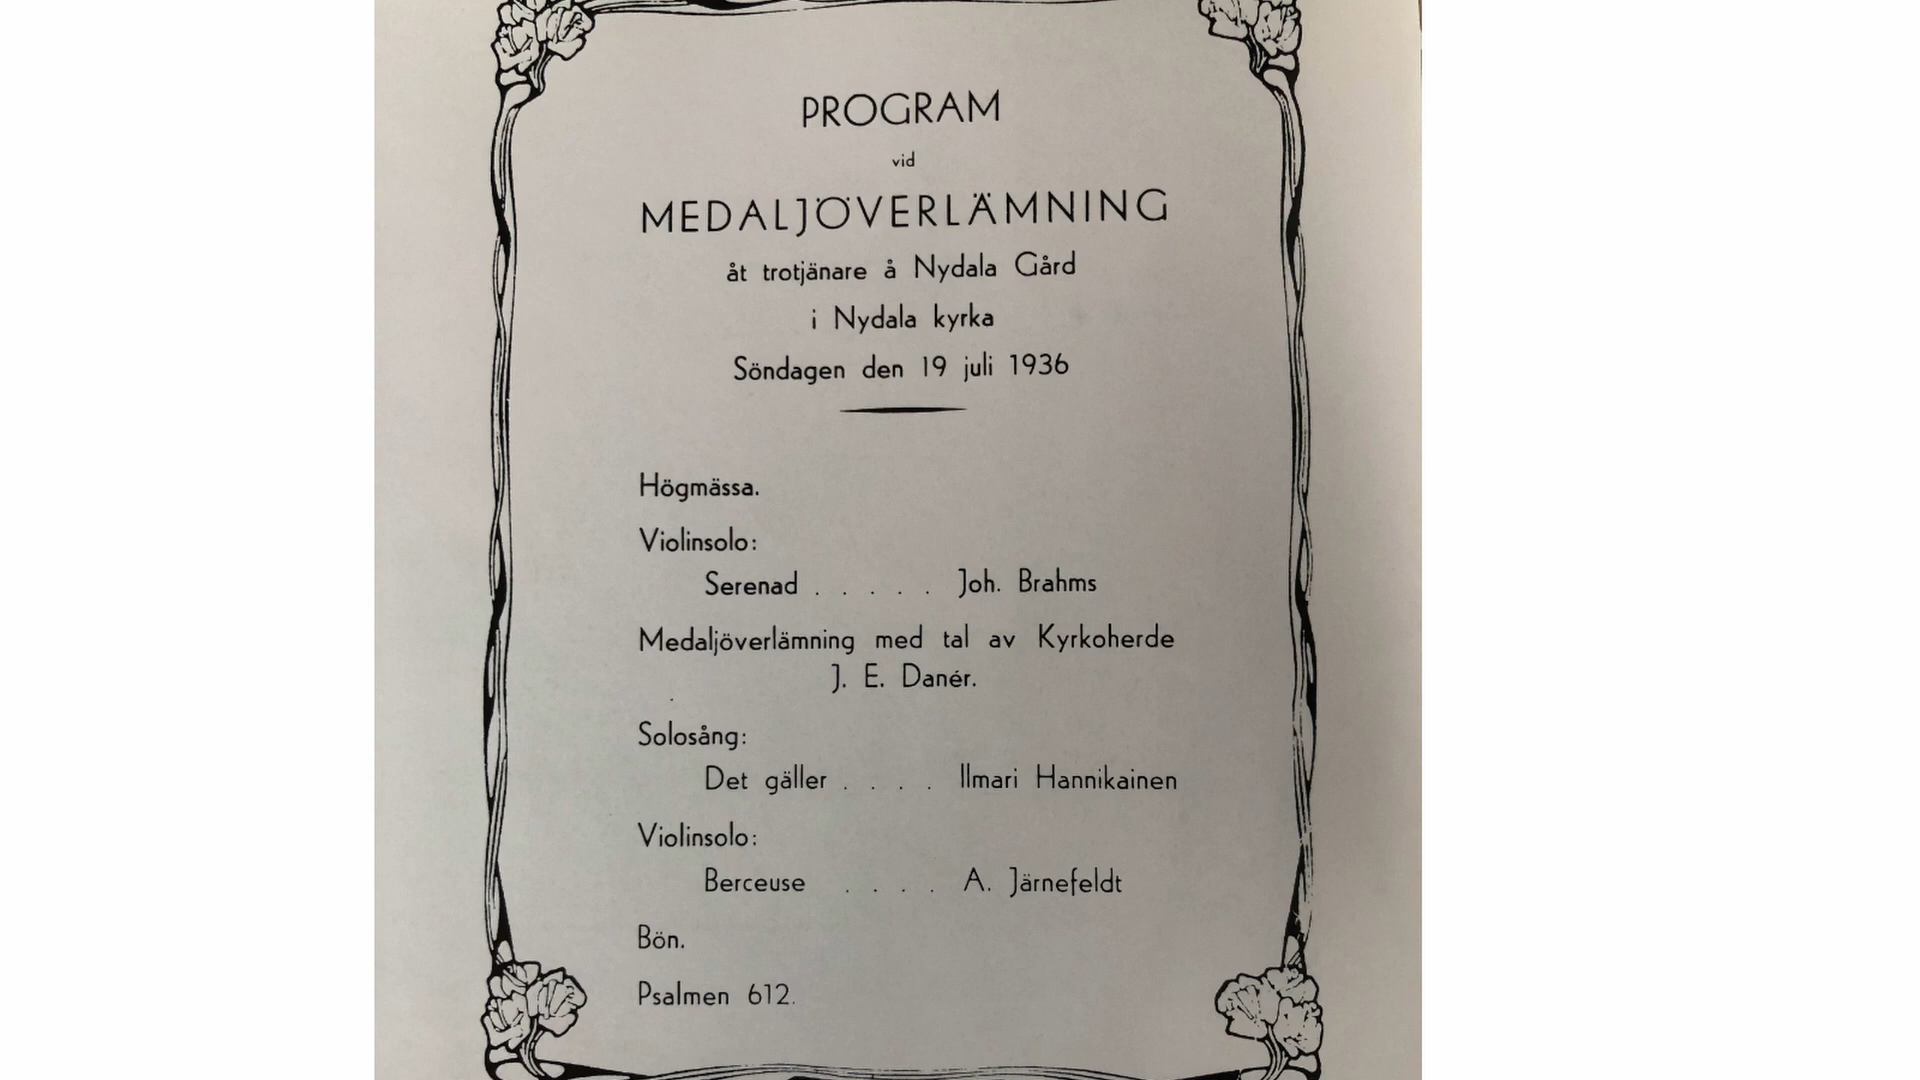 PROGRAM
vid
MEDALJÖVERLÄMNING
åt trotjänare å Nydala Gård
i Nydala kyrka
Söndagen den 19 juli 1936
Högmässa.
Violinsolo:
Serenad . . . . . Joh. Brahms
Medaljöverlämning med tal av Kyrkoherde
J. E. Danér.
Solosång:
Det gäller . . . . Ilmari Hannikainen
Violinsolo:
Berceuse . . . . A. Järnefeldt
Bön.
Psalmen 612.